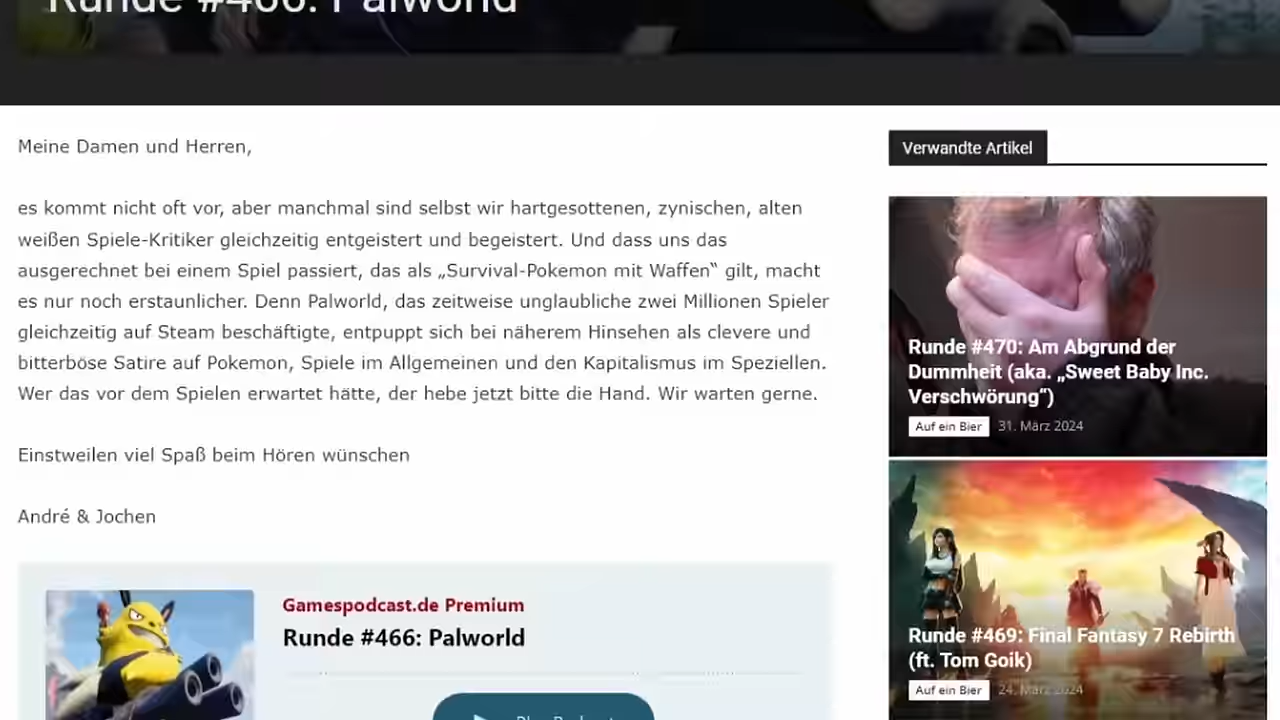 Runde #466: Palworld
Meine Damen und Herren,
es kommt nicht oft vor, aber manchmal sind selbst wir hartgesottenen, zynischen, alten
weißen Spiele-Kritiker gleichzeitig entgeistert und begeistert. Und dass uns das
ausgerechnet bei einem Spiel passiert, das als „Survival-Pokemon mit Waffen“ gilt, macht
es nur noch erstaunlicher. Denn Palworld, das zeitweise unglaubliche zwei Millionen Spieler
gleichzeitig auf Steam beschäftigte, entpuppt sich bei näherem Hinsehen als clevere und
bitterböse Satire auf Pokemon, Spiele im Allgemeinen und den Kapitalismus im Speziellen.
Wer das vor dem Spielen erwartet hätte, der hebe jetzt bitte die Hand. Wir warten gerne.
Einstweilen viel Spaß beim Hören wünschen
André & Jochen
Gamespodcast.de Premium
Runde #466: Palworld
Play Podcast
Verwandte Artikel
Runde #470: Am Abgrund der
Dummheit (aka. „Sweet Baby Inc.
Verschwörung“)
Auf ein Bier 31. März 2024
Runde #469: Final Fantasy 7 Rebirth
(ft. Tom Goik)
Auf ein Bier 24. März 2024